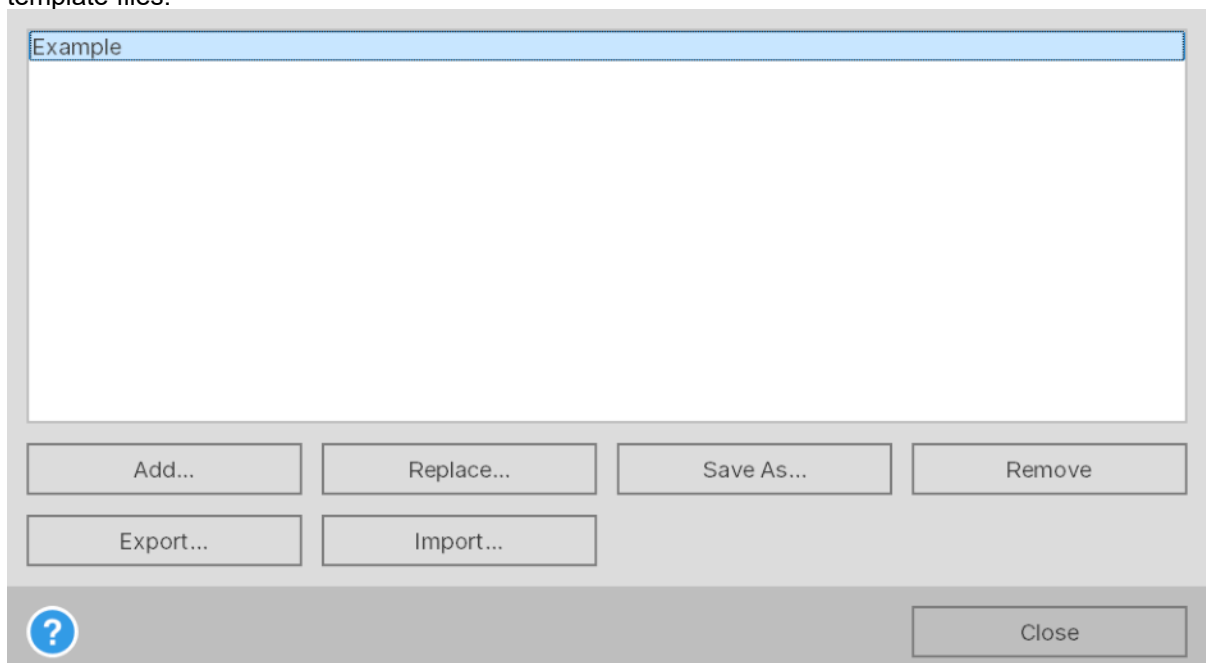 template files.
Example
Add... Replace... Save As... Remove
Export... Import...
? Close